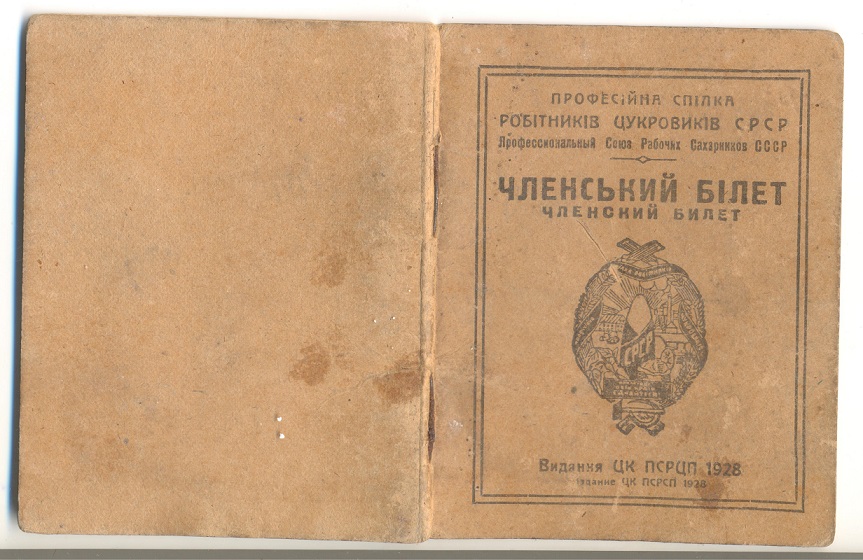 ПРОФЕСІЙНА СПІЛКА
РОБІТНИКІВ ЦУКРОВИКІВ СРСР
Профессиональный Союз Рабочих Сахарников СССР
ЧЛЕНСЬКИЙ БІЛЕТ
ЧЛЕНСКИЙ БИЛЕТ
СРСР
Видання ЦК ПСРЦП 1928
издание ЦК ПСРСП 1928